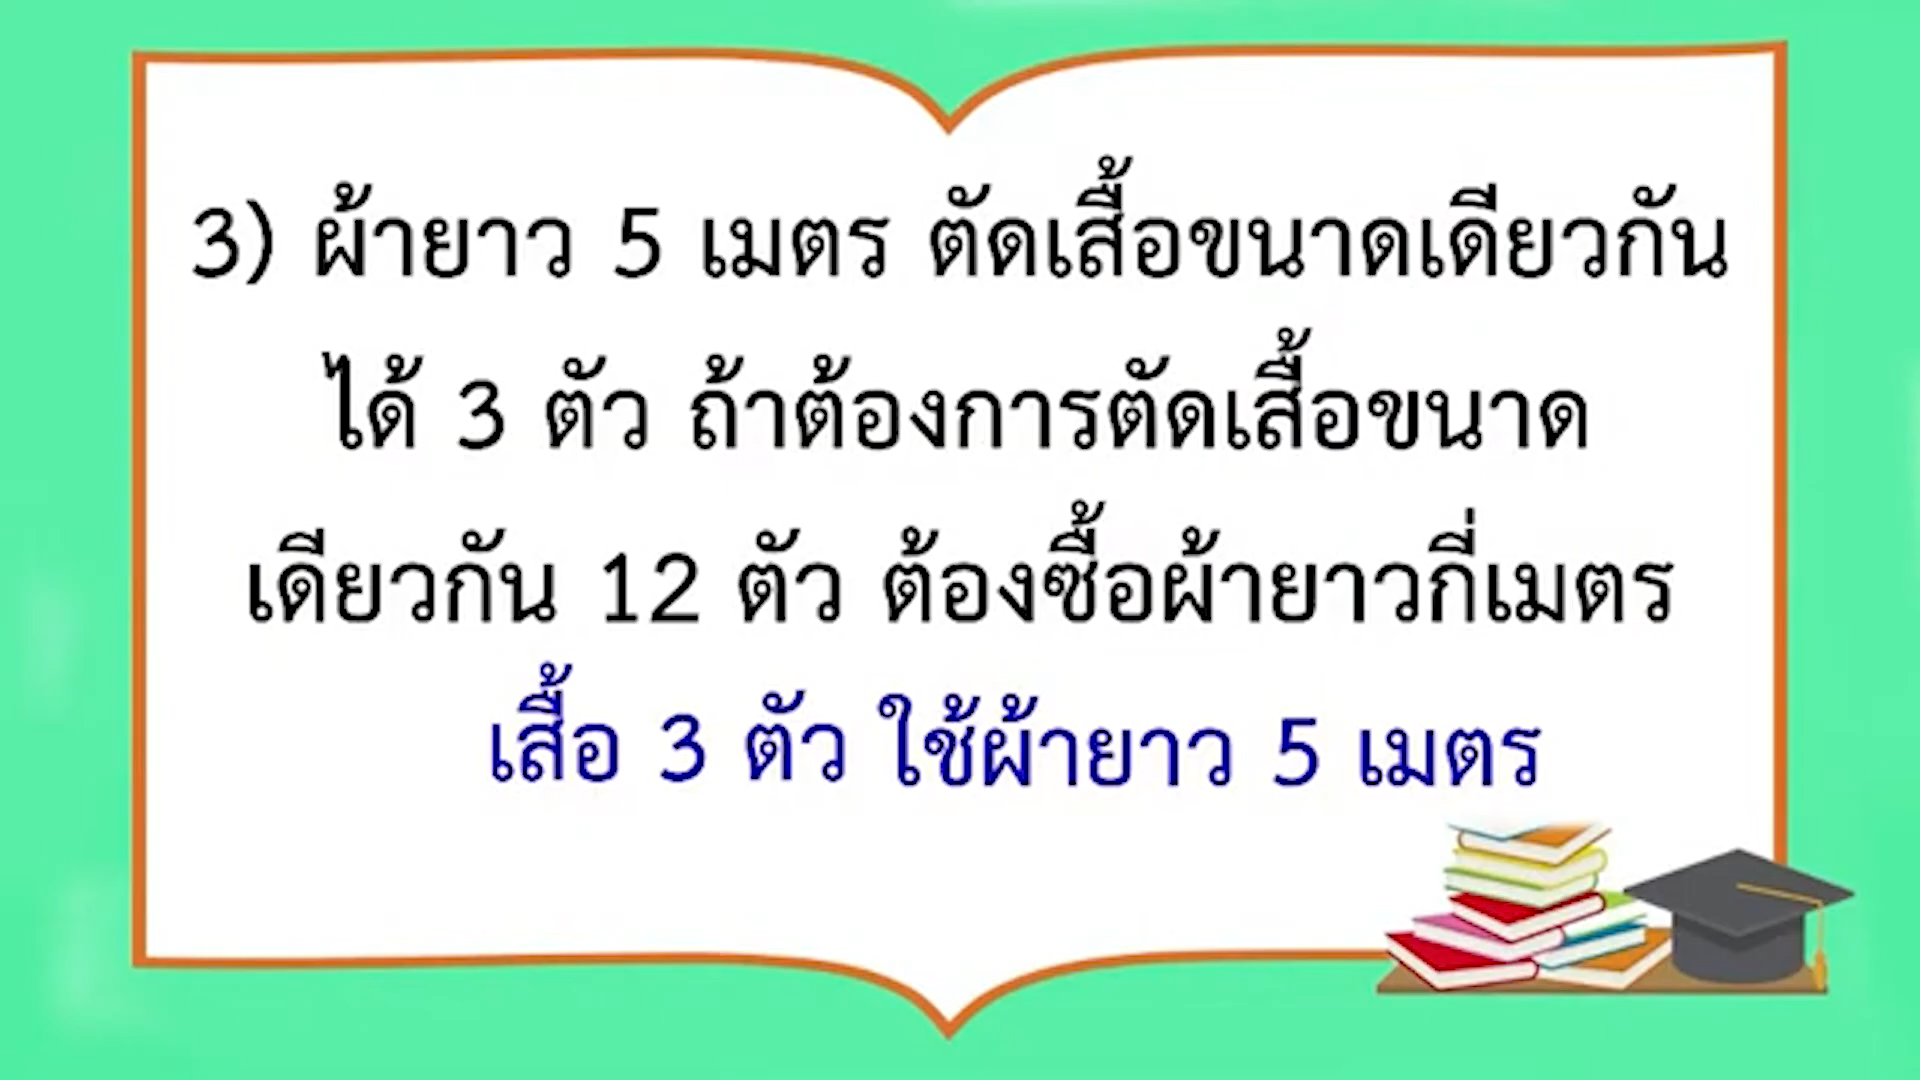 3) ผ้ายาว 5 เมตร ตัดเสื้อขนาดเดียวกัน
ได้ 3 ตัว ถ้าต้องการตัดเสื้อขนาด
เดียวกัน 12 ตัว ต้องซื้อผ้ายาวกี่เมตร
เสื้อ 3 ตัว ใช้ผ้ายาว 5 เมตร